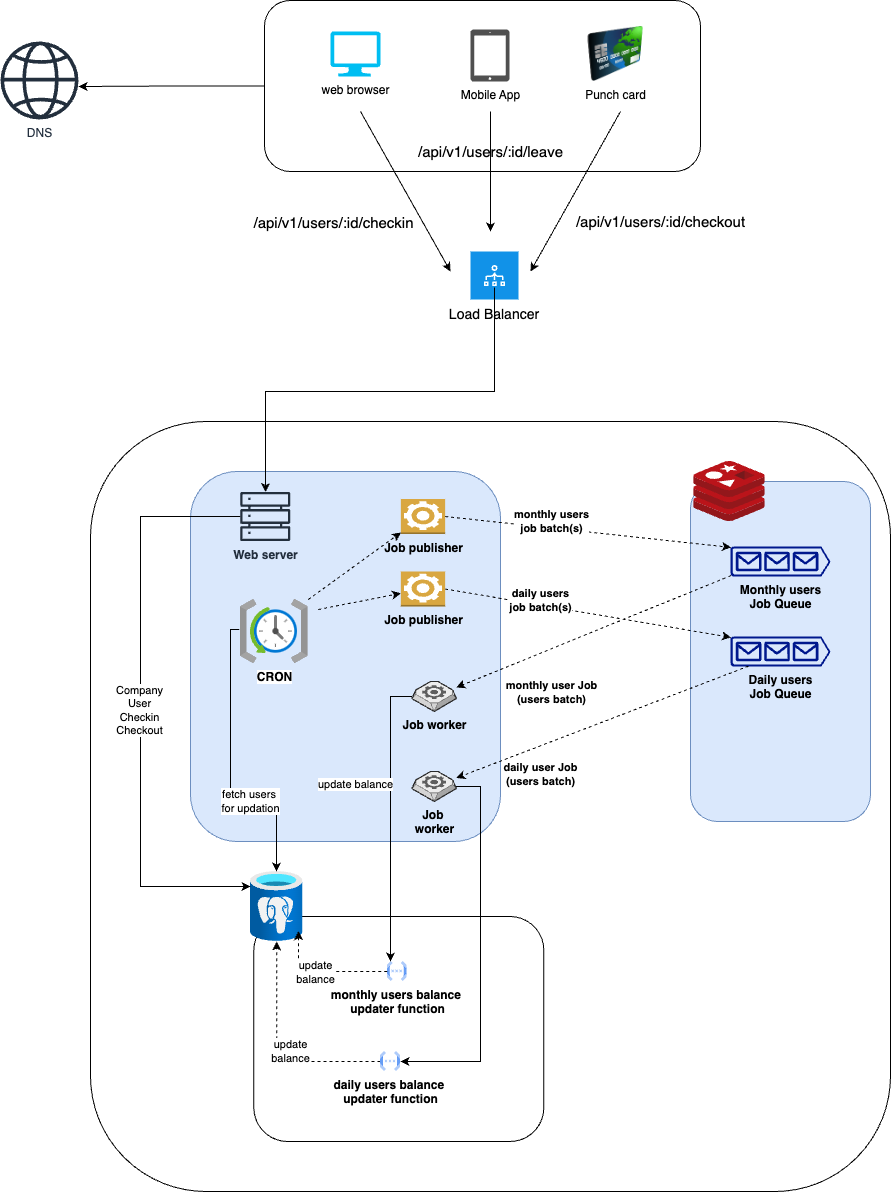 web browser
Mobile App
Punch card
DNS
/api/v1/users/:id/leave
/api/v1/users/:id/checkin
/api/v1/users/:id/checkout
Load Balancer
Web server
Job publisher
monthly users
job batch(s)
Monthly users
Job Queue
Job publisher
daily users
job batch(s)
CRON
Daily users
Job Queue
Company
User
Checkin
Checkout
monthly user Job
(users batch)
Job worker
update balance
daily user Job
(users batch)
fetch users
for updation
Job
worker
update
balance
monthly users balance
updater function
update
balance
daily users balance
updater function